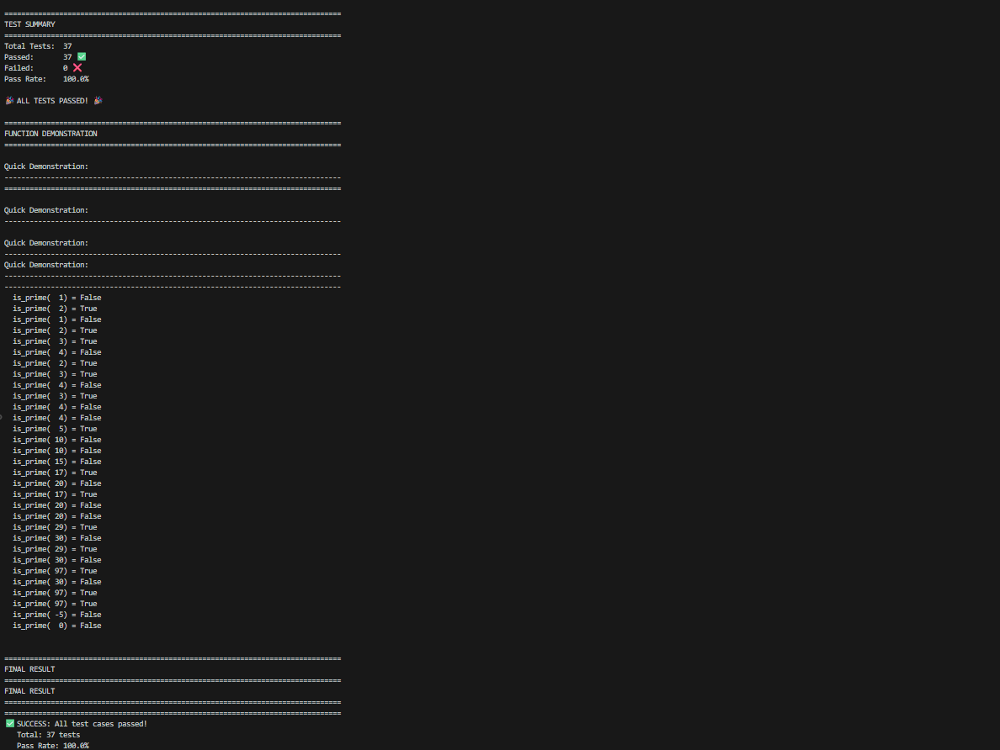 ================================================================================
TEST SUMMARY
================================================================================
Total Tests:  37
Passed:       37 ✅
Failed:       0 ❌
Pass Rate:    100.0%
🎉 ALL TESTS PASSED! 🎉
================================================================================
FUNCTION DEMONSTRATION
================================================================================
Quick Demonstration:
--------------------------------------------------------------------------------
================================================================================
Quick Demonstration:
--------------------------------------------------------------------------------
Quick Demonstration:
--------------------------------------------------------------------------------
Quick Demonstration:
--------------------------------------------------------------------------------
--------------------------------------------------------------------------------
  is_prime(  1) = False
  is_prime(  2) = True
  is_prime(  1) = False
  is_prime(  2) = True
  is_prime(  3) = True
  is_prime(  4) = False
  is_prime(  2) = True
  is_prime(  3) = True
  is_prime(  4) = False
  is_prime(  3) = True
  is_prime(  4) = False
  is_prime(  4) = False
  is_prime(  5) = True
  is_prime( 10) = False
  is_prime( 10) = False
  is_prime( 15) = False
  is_prime( 17) = True
  is_prime( 20) = False
  is_prime( 17) = True
  is_prime( 20) = False
  is_prime( 20) = False
  is_prime( 29) = True
  is_prime( 30) = False
  is_prime( 29) = True
  is_prime( 30) = False
  is_prime( 97) = True
  is_prime( 30) = False
  is_prime( 97) = True
  is_prime( 97) = True
  is_prime( -5) = False
  is_prime(  0) = False
================================================================================
FINAL RESULT
================================================================================
FINAL RESULT
================================================================================
================================================================================
✅ SUCCESS: All test cases passed!
   Total: 37 tests
   Pass Rate: 100.0%